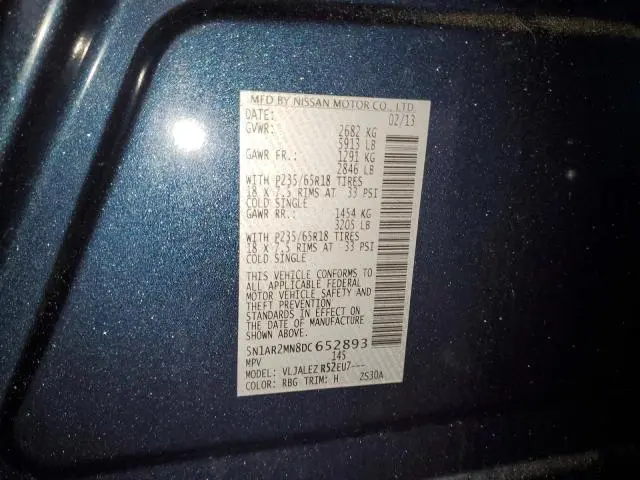 MFD BY NISSAN MOTOR CO., LTD.
DATE: 02/13
GVWR: 2682 KG
5913 LB
GAWR FR.: 1291 KG
2846 LB
WITH P235/65R18 TIRES
18 X 7.5 RIMS AT 33 PSI
COLD SINGLE
GAWR RR.: 1454 KG
3205 LB
WITH P235/65R18 TIRES
18 X 7.5 RIMS AT 33 PSI
COLD SINGLE
THIS VEHICLE CONFORMS TO
ALL APPLICABLE FEDERAL
MOTOR VEHICLE SAFETY AND
THEFT PREVENTION
STANDARDS IN EFFECT ON
THE DATE OF MANUFACTURE
5N1AR2MN8DC652893
MPV 145
MODEL: VLJALEZ R52EU7---
COLOR: RBG TRIM: H ZS30A